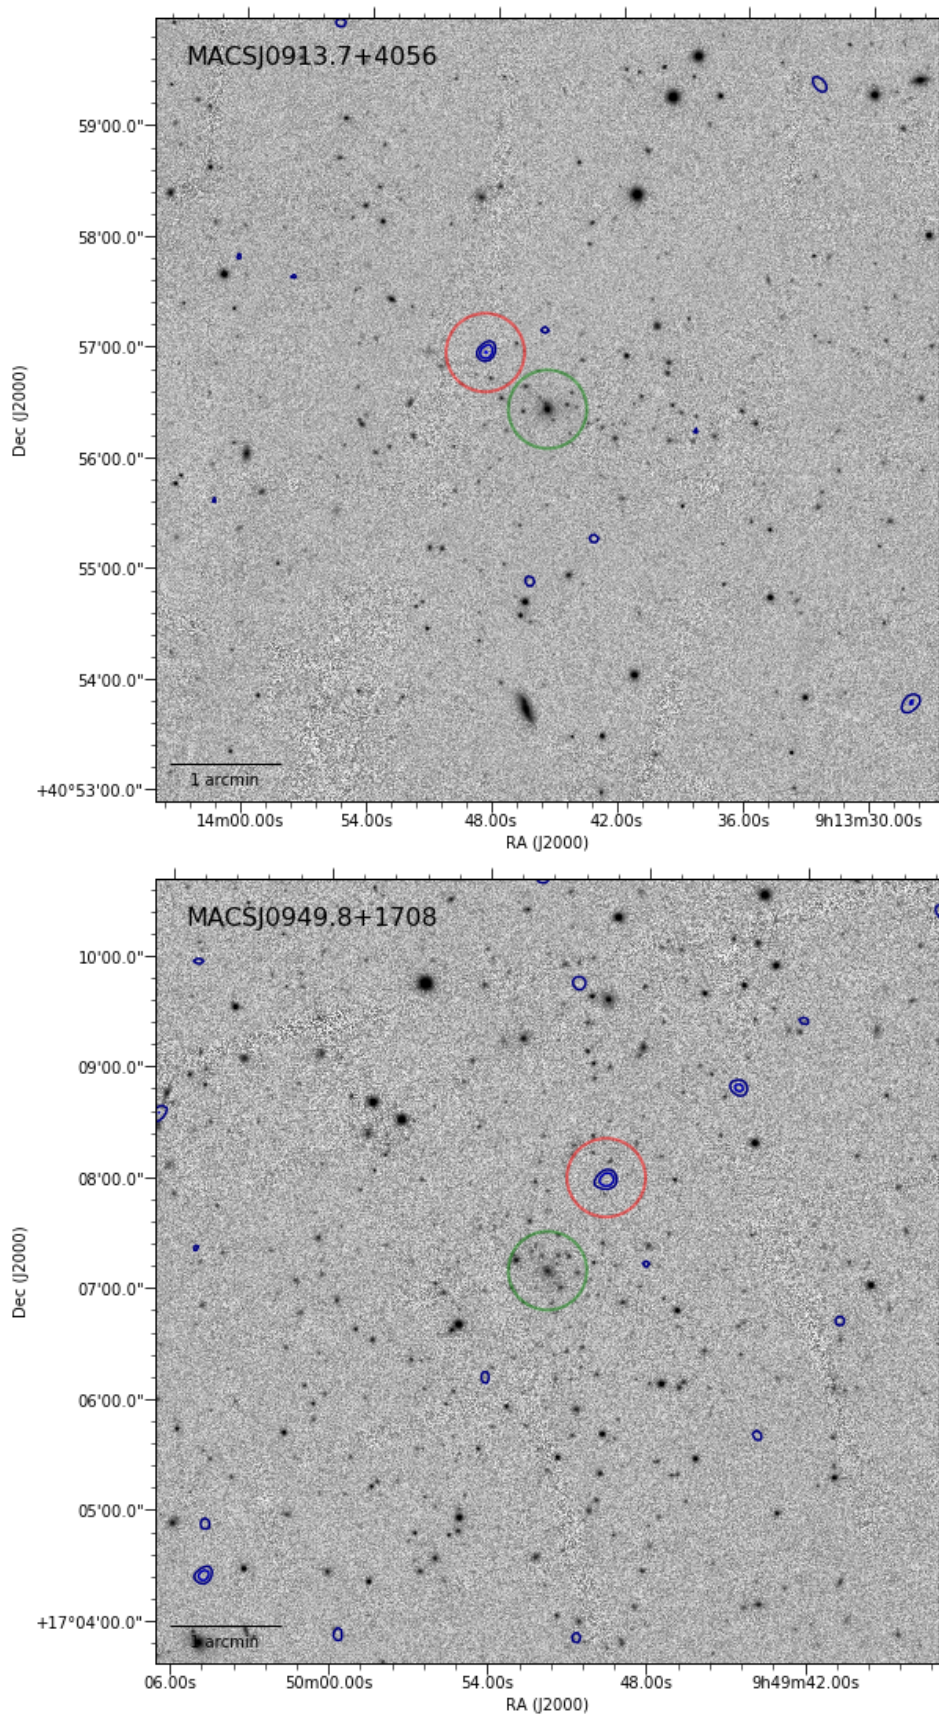 MACSJ0913.7+4056
59'00.0"
58'00.0"
57'00.0"
56'00.0"
55'00.0"
54'00.0"
+40°53'00.0"
Dec (J2000)
1 arcmin
14m00.00s 54.00s 48.00s 42.00s 36.00s 9h13m30.00s
RA (J2000)
MACSJ0949.8+1708
10'00.0"
09'00.0"
08'00.0"
07'00.0"
06'00.0"
05'00.0"
+17°04'00.0"
Dec (J2000)
1 arcmin
06.00s 50m00.00s 54.00s 48.00s 9h49m42.00s
RA (J2000)